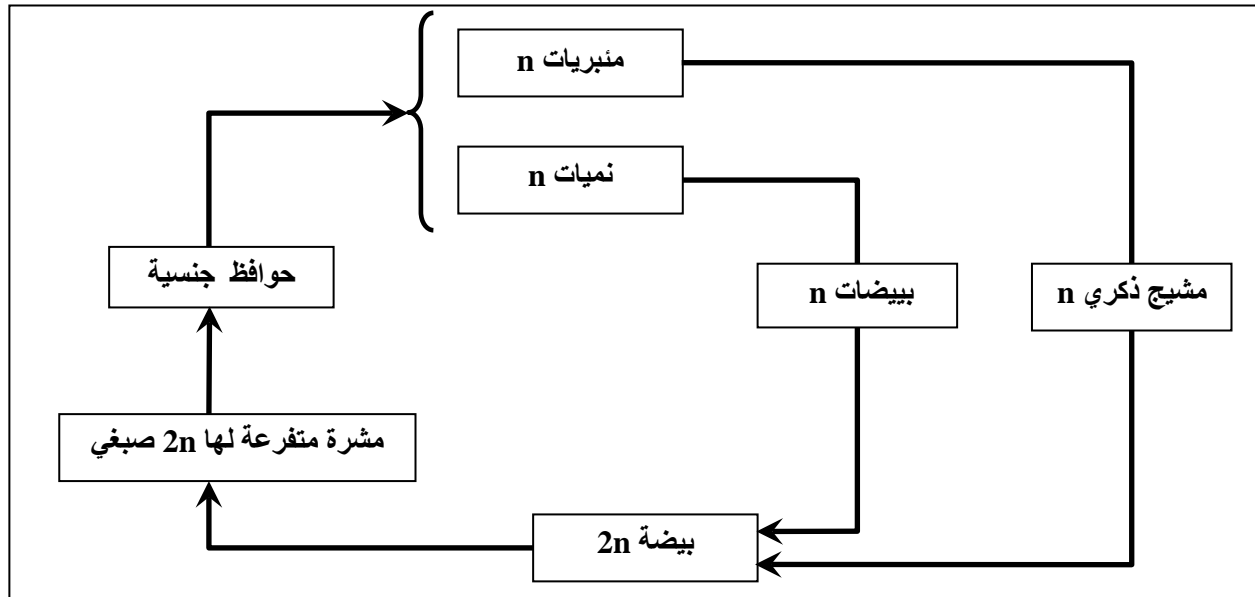 مئبريات n
نميات n
حوافظ جنسية
بييضات n
مشيج ذكري n
مشرة متفرعة لها 2n صبغي
بيضة 2n